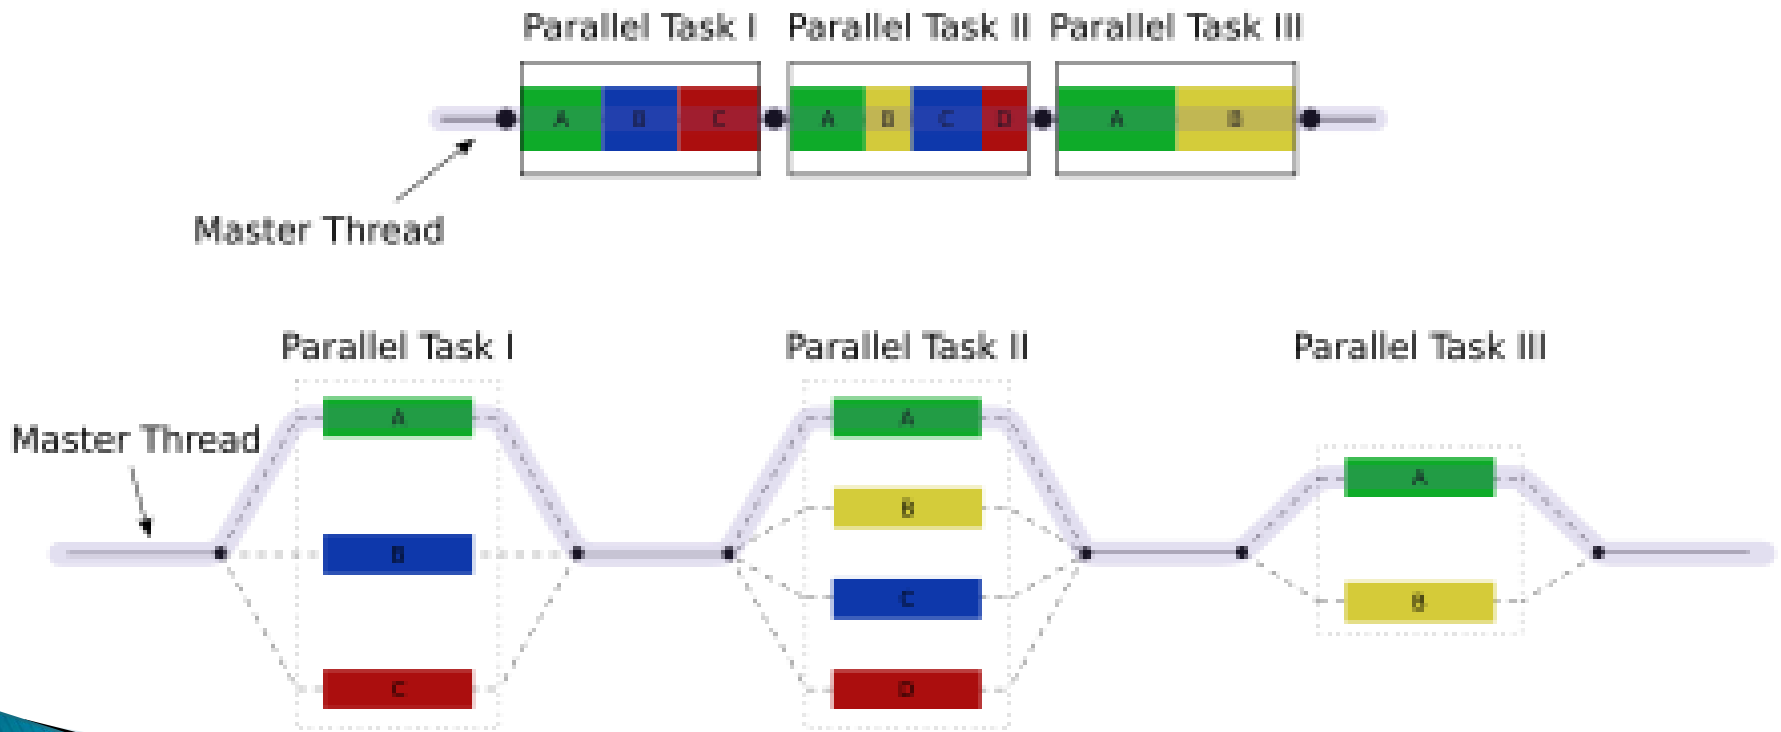 Parallel Task I Parallel Task II Parallel Task III
A B C A B C D A B
Master Thread
Parallel Task I Parallel Task II Parallel Task III
A A
Master Thread
A
B
B
C
B
C D